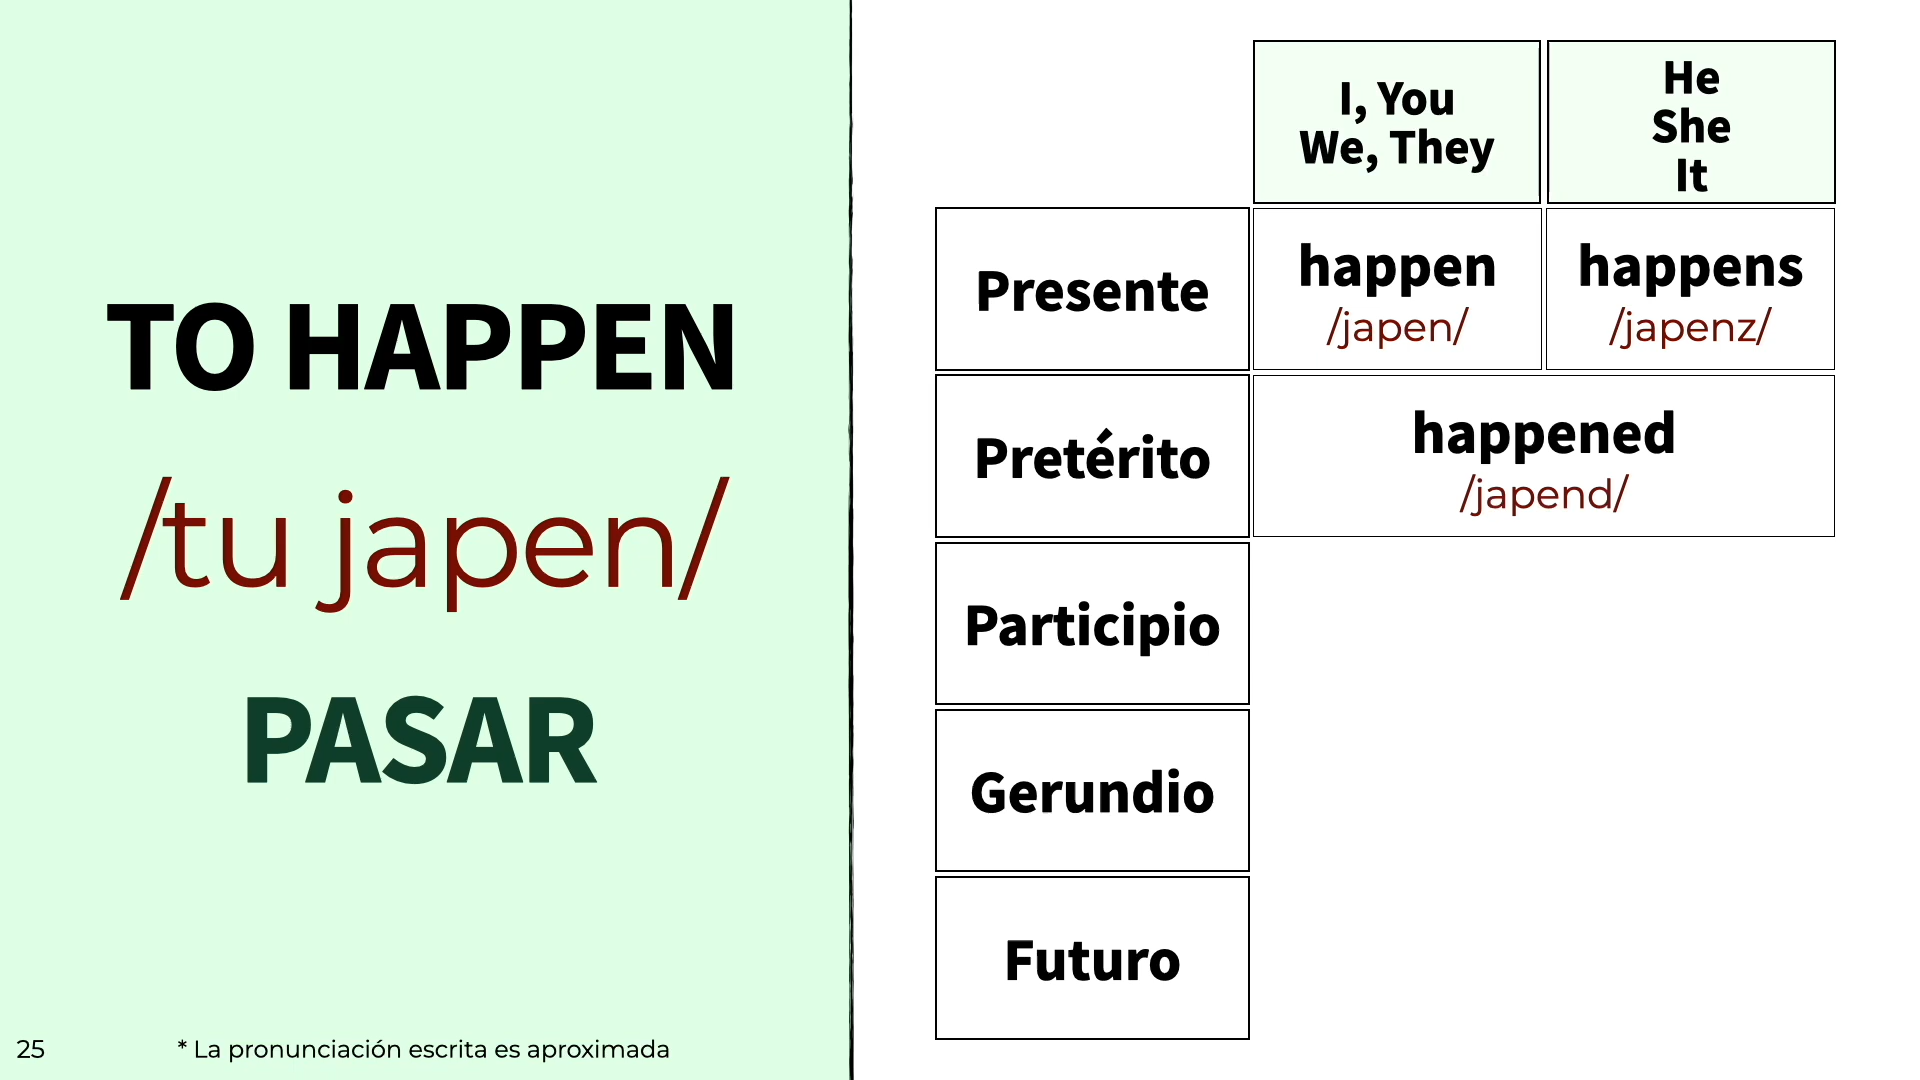 TO HAPPEN
/tu japen/
PASAR
25
* La pronunciación escrita es aproximada
I, You
We, They
He
She
It
Presente
happen
/japen/
happens
/japenz/
Pretérito
happened
/japend/
Participio
Gerundio
Futuro